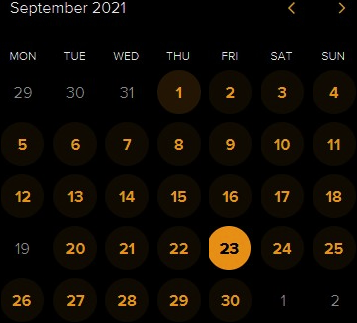 September 2021
MON TUE WED THU FRI SAT SUN
29 30 31 1 2 3 4
5 6 7 8 9 10 11
12 13 14 15 16 17 18
19 20 21 22 23 24 25
26 27 28 29 30 1 2